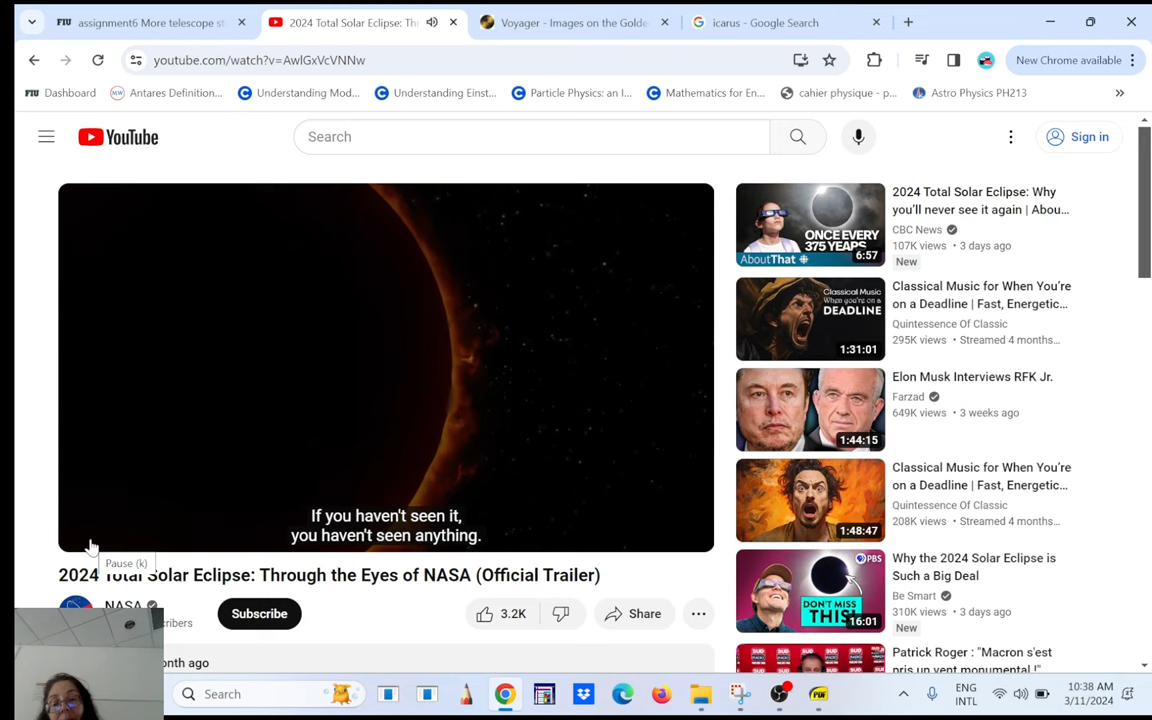 FIU assignment6 More telescope st
2024 Total Solar Eclipse: Th
Voyager - Images on the Golde
icarus - Google Search
youtube.com/watch?v=AwlGxVcVNNw
New Chrome available
FIU Dashboard
MW Antares Definition...
Understanding Mod...
Understanding Einst...
Particle Physics: an I...
Mathematics for En...
cahier physique - p...
Astro Physics PH213
YouTube
Search
Sign in
If you haven't seen it,
you haven't seen anything.
Pause (k)
2024 Total Solar Eclipse: Through the Eyes of NASA (Official Trailer)
NASA
cribers
Subscribe
3.2K
Share
onth ago
ONCE EVERY
375 YEARS
AboutThat
6:57
2024 Total Solar Eclipse: Why
you'll never see it again | Abou...
CBC News
107K views • 3 days ago
New
Classical Music
When you're on a
DEADLINE
1:31:01
Classical Music for When You're
on a Deadline | Fast, Energetic...
Quintessence Of Classic
295K views • Streamed 4 months...
1:44:15
Elon Musk Interviews RFK Jr.
Farzad
649K views • 3 weeks ago
1:48:47
Classical Music for When You're
on a Deadline | Fast, Energetic...
Quintessence Of Classic
208K views • Streamed 4 months...
PBS
DON'T MISS
THIS!
16:01
Why the 2024 Solar Eclipse is
Such a Big Deal
Be Smart
310K views • 3 days ago
New
SUD
RADIO
SUD
RADIO
Patrick Roger : "Macron s'est
pris un vent monumental !"
Search
PDF
ENG
INTL
10:38 AM
3/11/2024